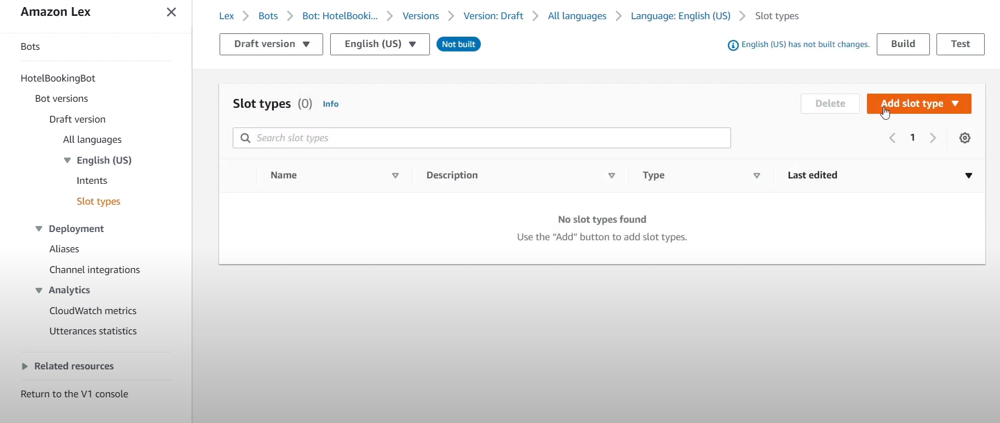 Amazon Lex
Lex Bots Bot: HotelBooki... Versions Version: Draft All languages Language: English (US) Slot types
Draft version English (US) Not built English (US) has not built changes. Build Test
Bots
HotelBookingBot
Bot versions
Draft version
All languages
English (US)
Intents
Slot types
Deployment
Aliases
Channel integrations
Analytics
CloudWatch metrics
Utterances statistics
Related resources
Return to the V1 console
Slot types (0) Info Delete Add slot type
Search slot types 1
Name Description Type Last edited
No slot types found
Use the “Add” button to add slot types.